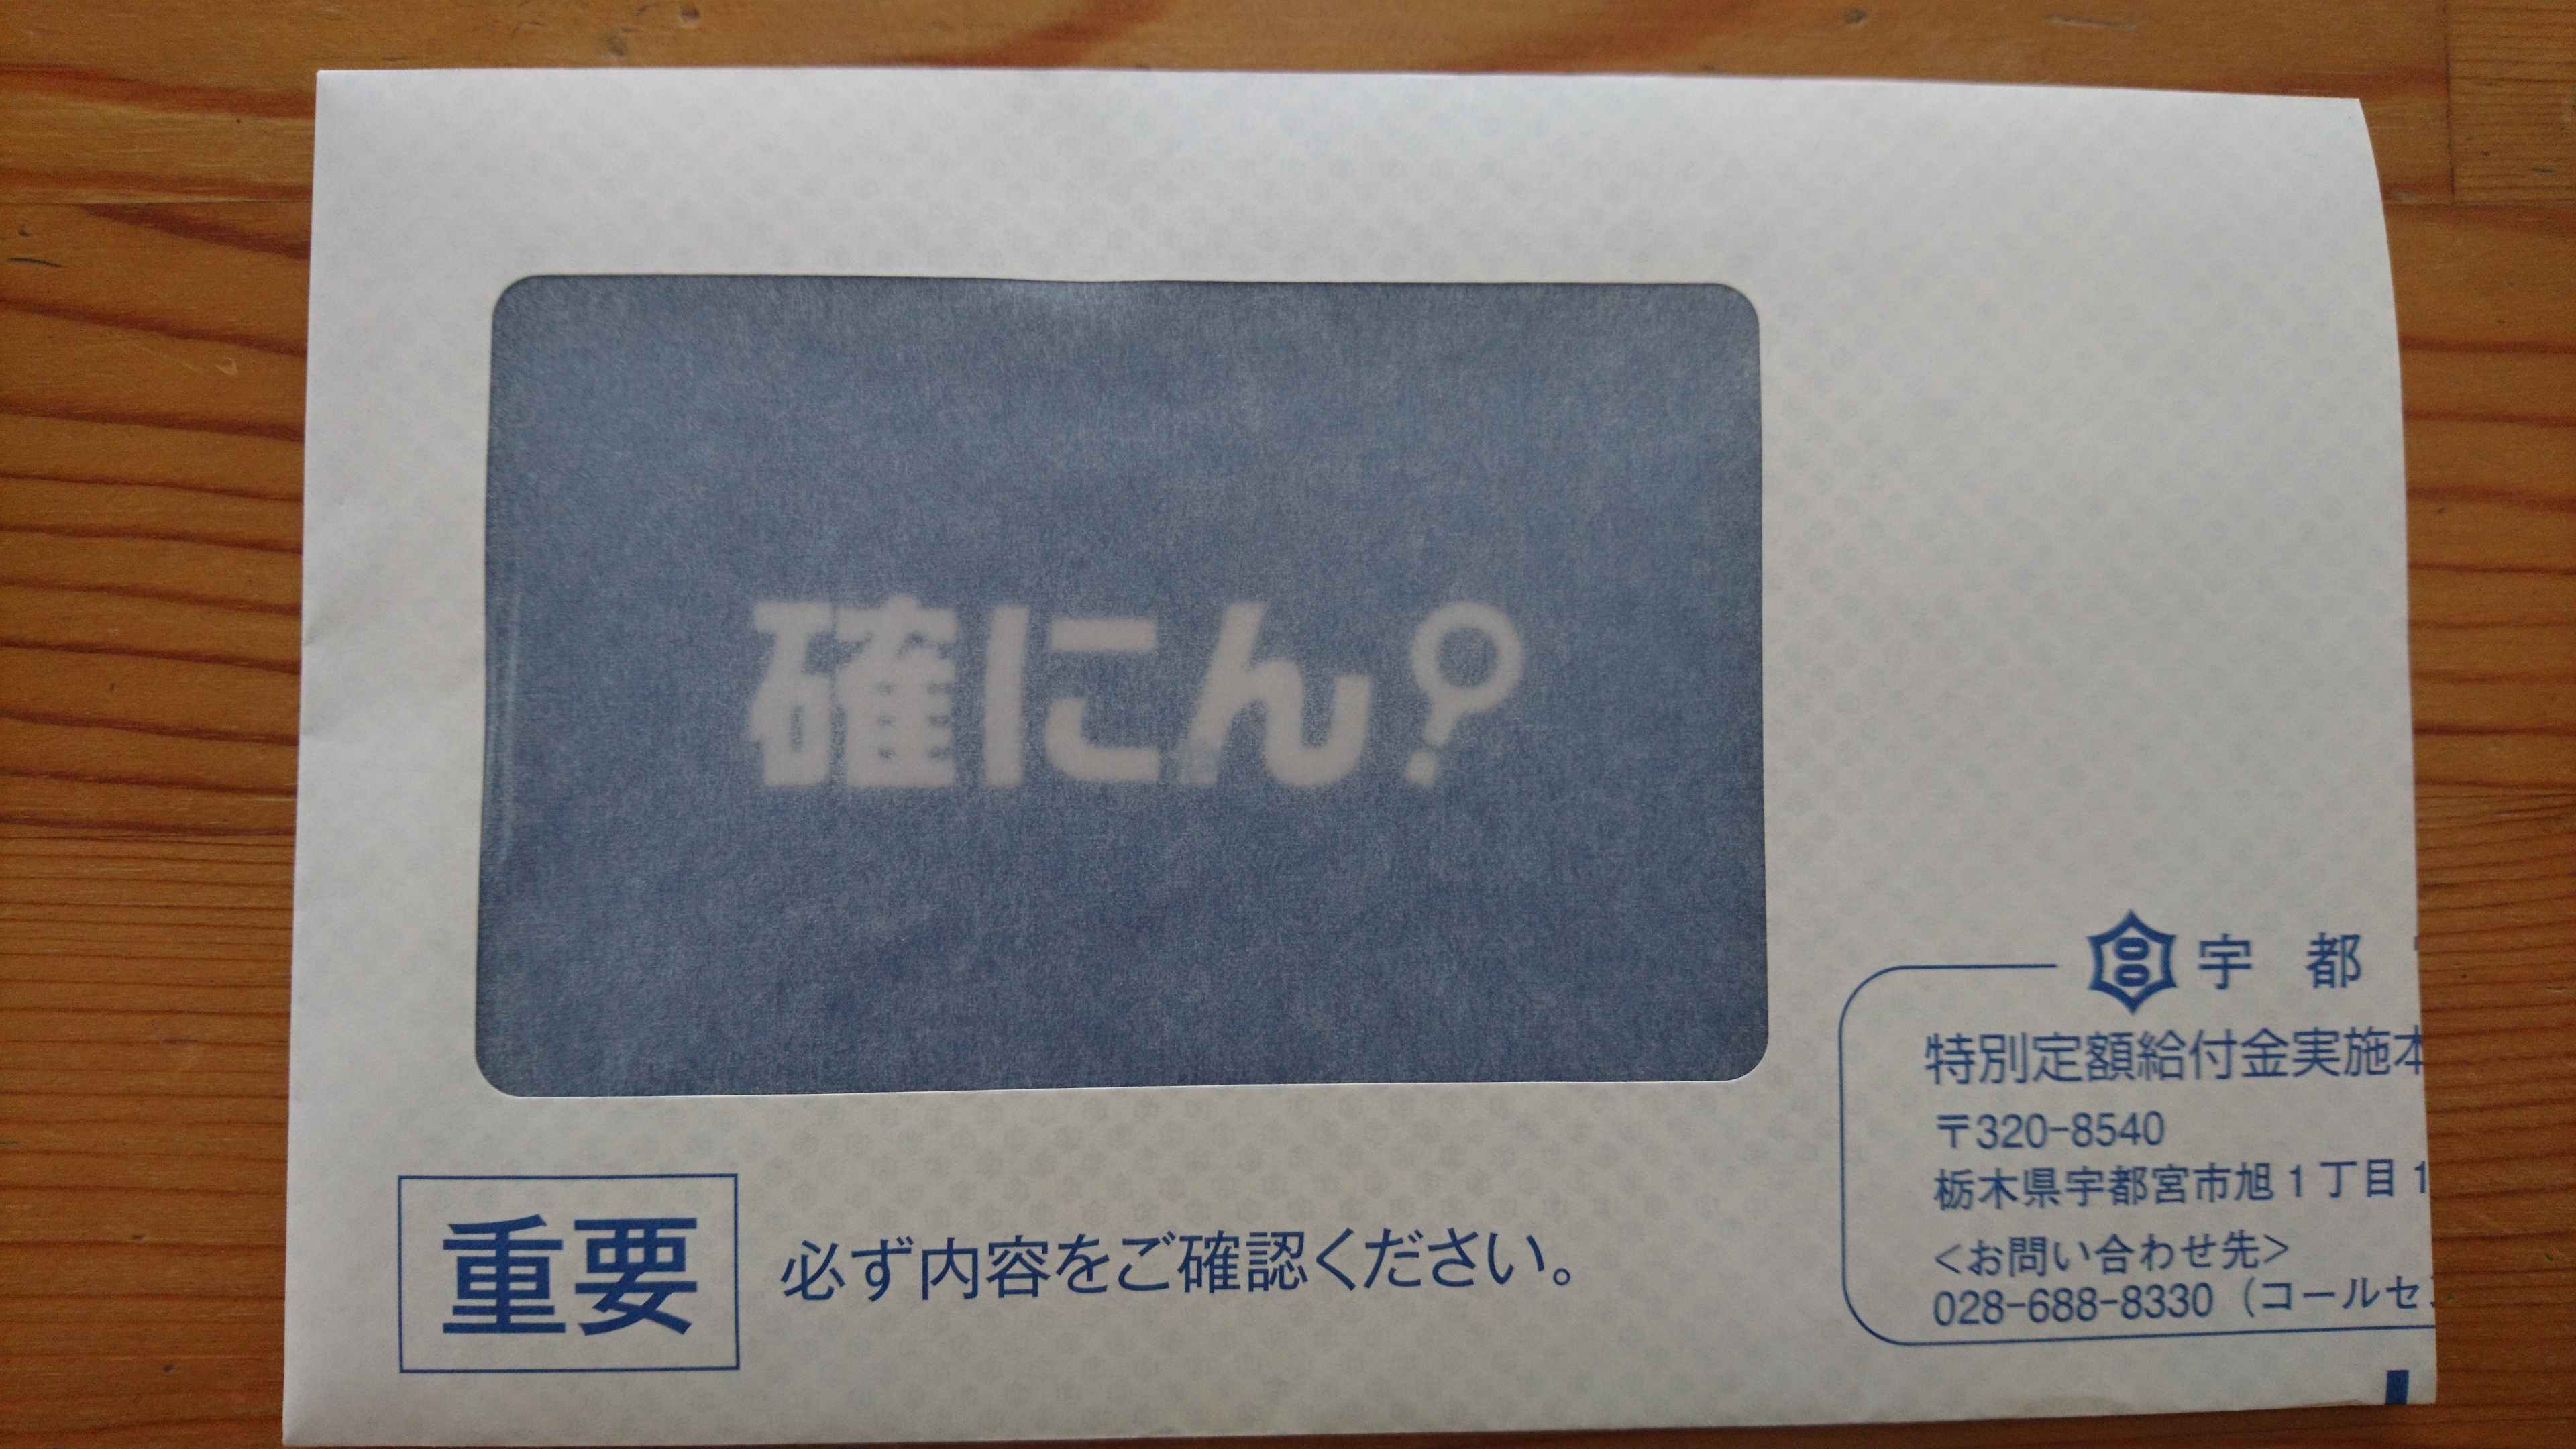 確にん?
宇都
特別定額給付金実施本
〒320-8540
栃木県宇都宮市旭1丁目1
<お問い合わせ先>
028-688-8330（コールセ
重要
必ず内容をご確認ください。